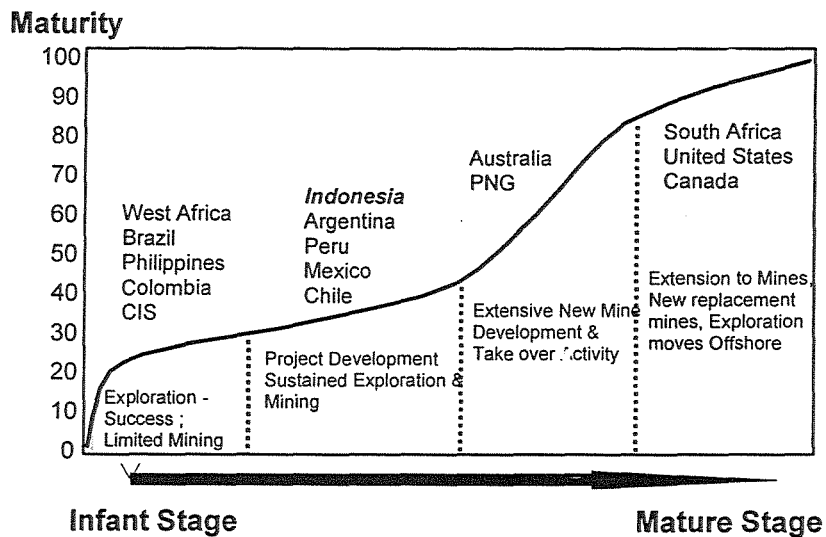 Maturity
100
90
80
70
60
50
40
30
20
10
0
West Africa
Brazil
Philippines
Colombia
CIS
Indonesia
Argentina
Peru
Mexico
Chile
Australia
PNG
South Africa
United States
Canada
Exploration -
Success ;
Limited Mining
Project Development
Sustained Exploration &
Mining
Extensive New Mine
Development &
Take over Activity
Extension to Mines,
New replacement
mines, Exploration
moves Offshore
Infant Stage
Mature Stage